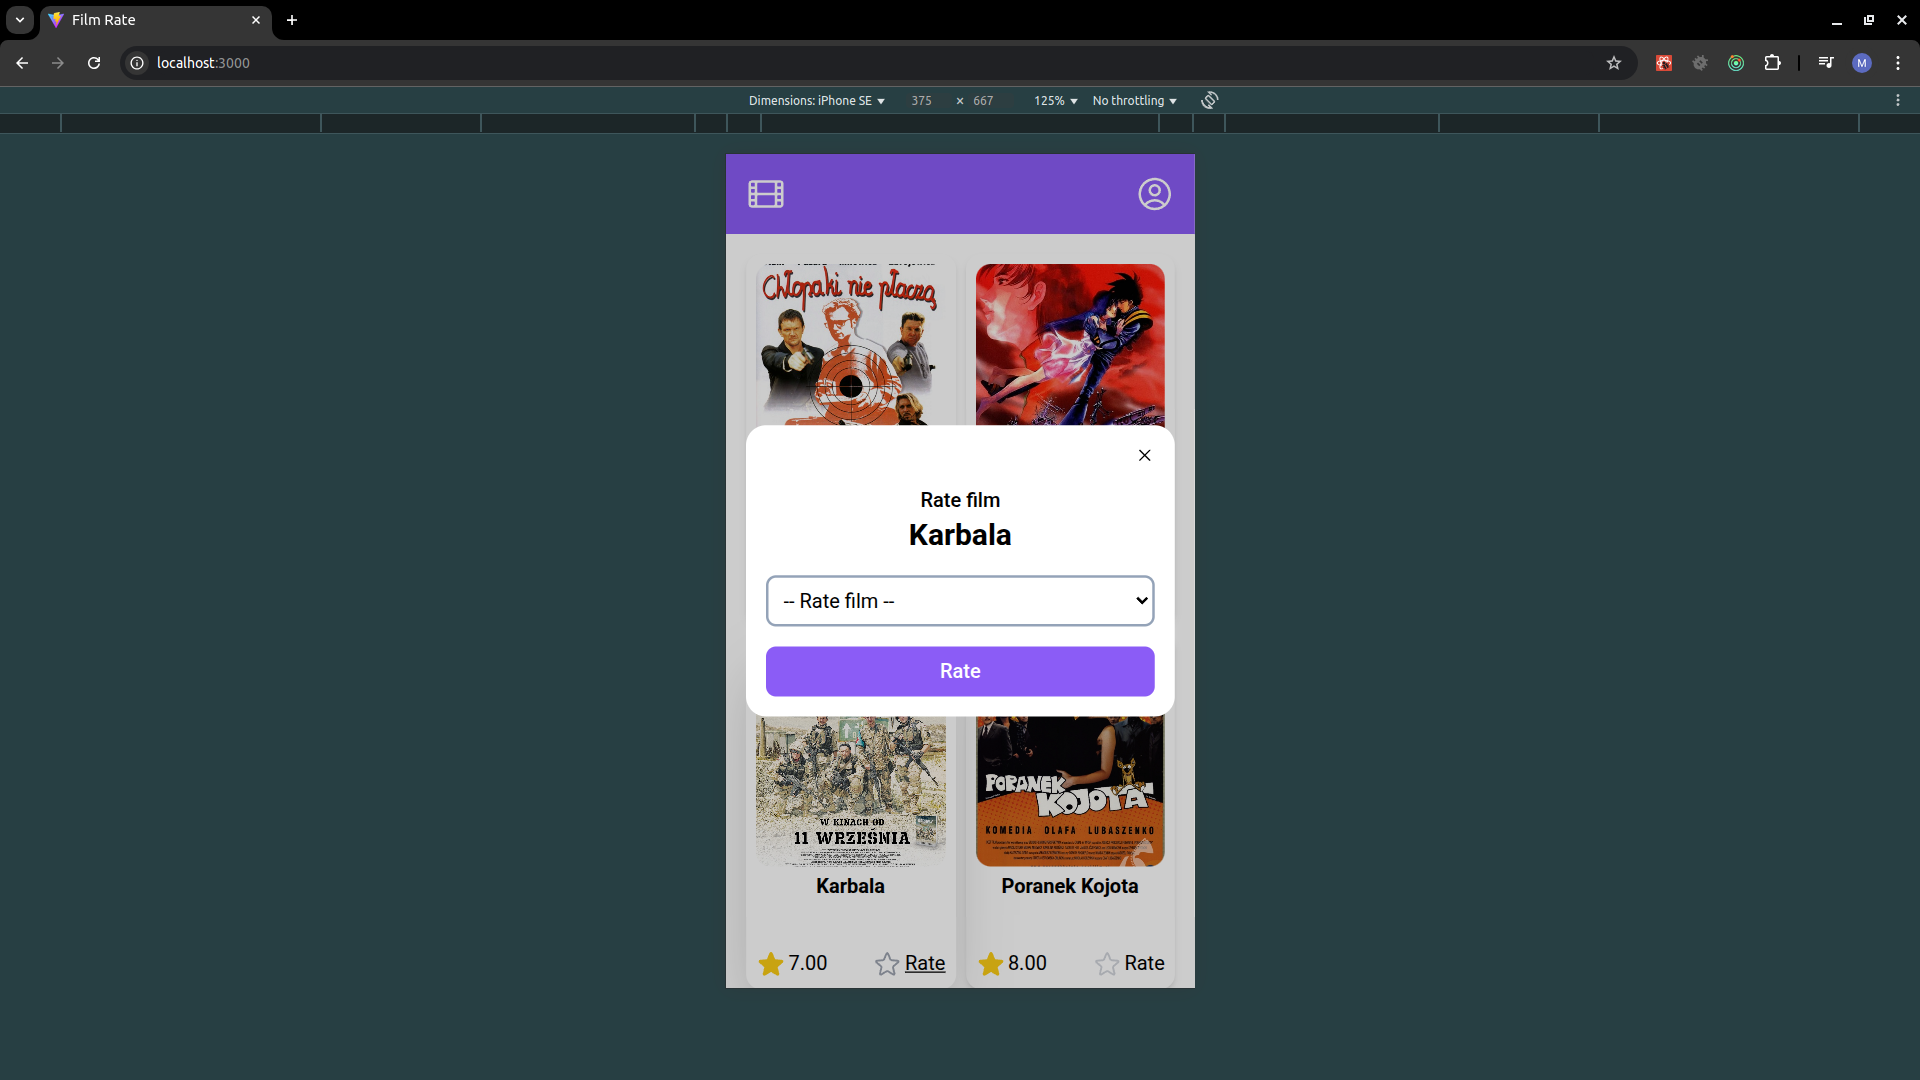 Film Rate
localhost:3000
Dimensions: iPhone SE
375 × 667
125%
No throttling
M
Chłopaki nie płaczą
Rate film
Karbala
-- Rate film --
Rate
W KINACH OD
11 WRZEŚNIA
PORANEK
KOJOTA
KOMEDIA OLAFA LUBASZENKO
Karbala
Poranek Kojota
7.00
Rate
8.00
Rate